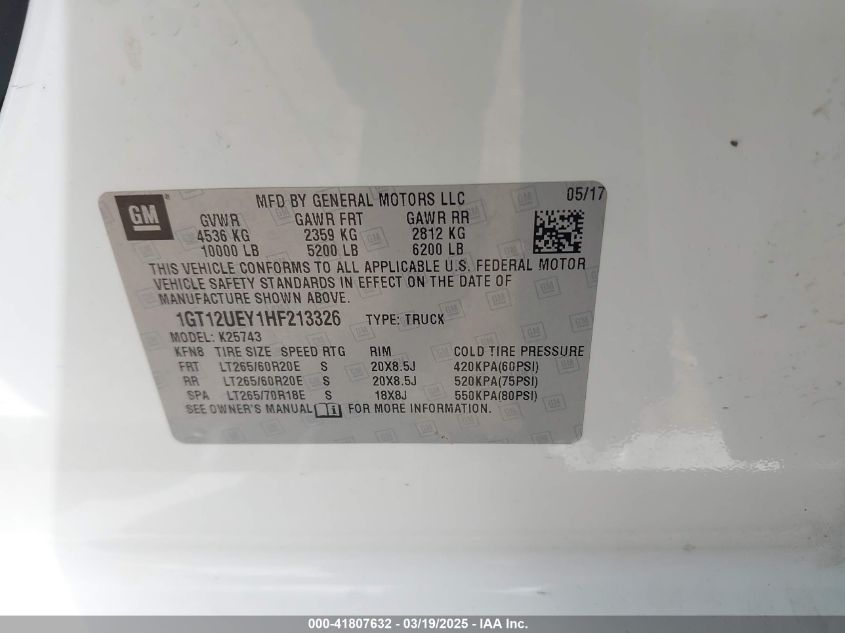 GM
MFD BY GENERAL MOTORS LLC 05/17
GVWR GAWR FRT GAWR RR
4536 KG 2359 KG 2812 KG
10000 LB 5200 LB 6200 LB
THIS VEHICLE CONFORMS TO ALL APPLICABLE U.S. FEDERAL MOTOR
VEHICLE SAFETY STANDARDS IN EFFECT ON THE DATE OF
MANUFACTURE SHOWN ABOVE.
1GT12UEY1HF213326 TYPE: TRUCK
MODEL: K25743
KFN8 TIRE SIZE SPEED RTG RIM COLD TIRE PRESSURE
FRT LT265/60R20E S 20X8.5J 420KPA(60PSI)
RR LT265/60R20E S 20X8.5J 520KPA(75PSI)
SPA LT265/70R18E S 18X8J 550KPA(80PSI)
SEE OWNER'S MANUAL FOR MORE INFORMATION.
000-41807632 - 03/19/2025 - IAA Inc.